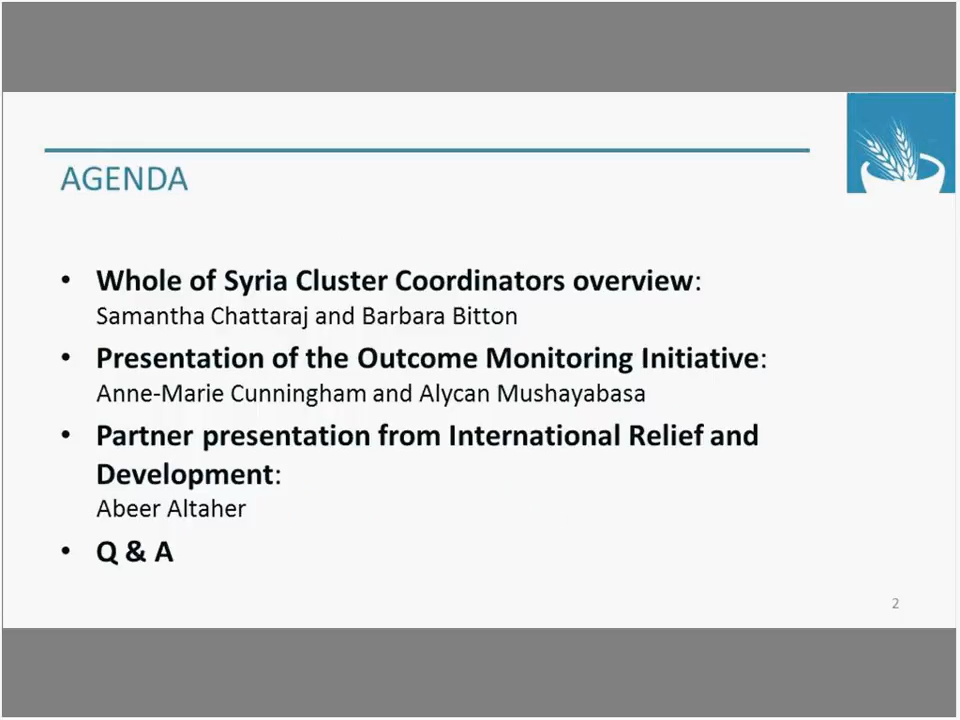 AGENDA
• Whole of Syria Cluster Coordinators overview:
Samantha Chattaraj and Barbara Bitton
• Presentation of the Outcome Monitoring Initiative:
Anne-Marie Cunningham and Alycan Mushayabasa
• Partner presentation from International Relief and
Development:
Abeer Altaher
• Q & A
2